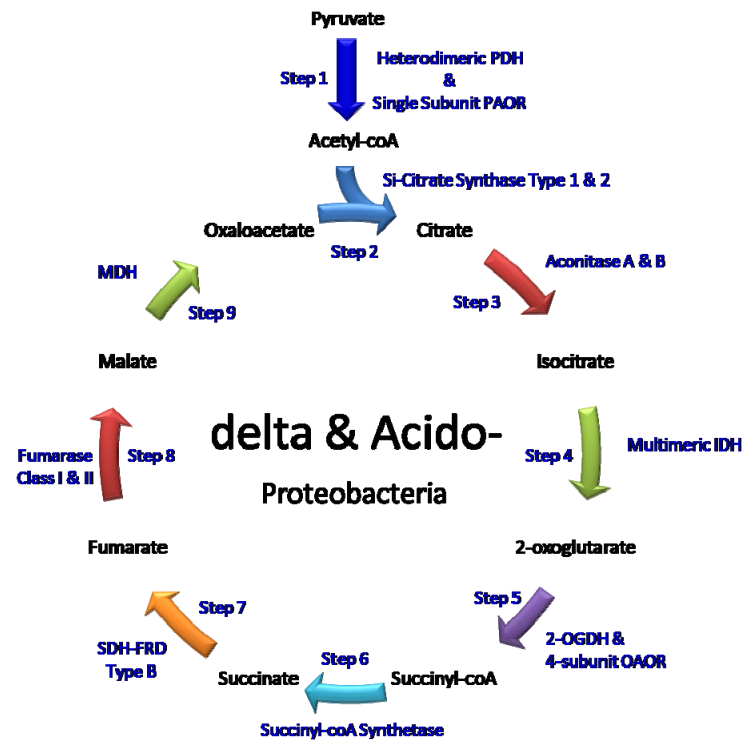 Pyruvate
Step 1
Heterodimeric PDH
&
Single Subunit PAOR
Acetyl-coA
Si-Citrate Synthase Type 1 & 2
Oxaloacetate
Citrate
Step 2
MDH
Aconitase A & B
Step 3
Step 9
Malate
Isocitrate
delta & Acido-
Proteobacteria
Fumarase
Class I & II
Step 8
Step 4
Multimeric IDH
Fumarate
2-oxoglutarate
Step 7
Step 5
SDH-FRD
Type B
2-OGDH &
4-subunit OAOR
Succinate
Step 6
Succinyl-coA
Succinyl-coA Synthetase